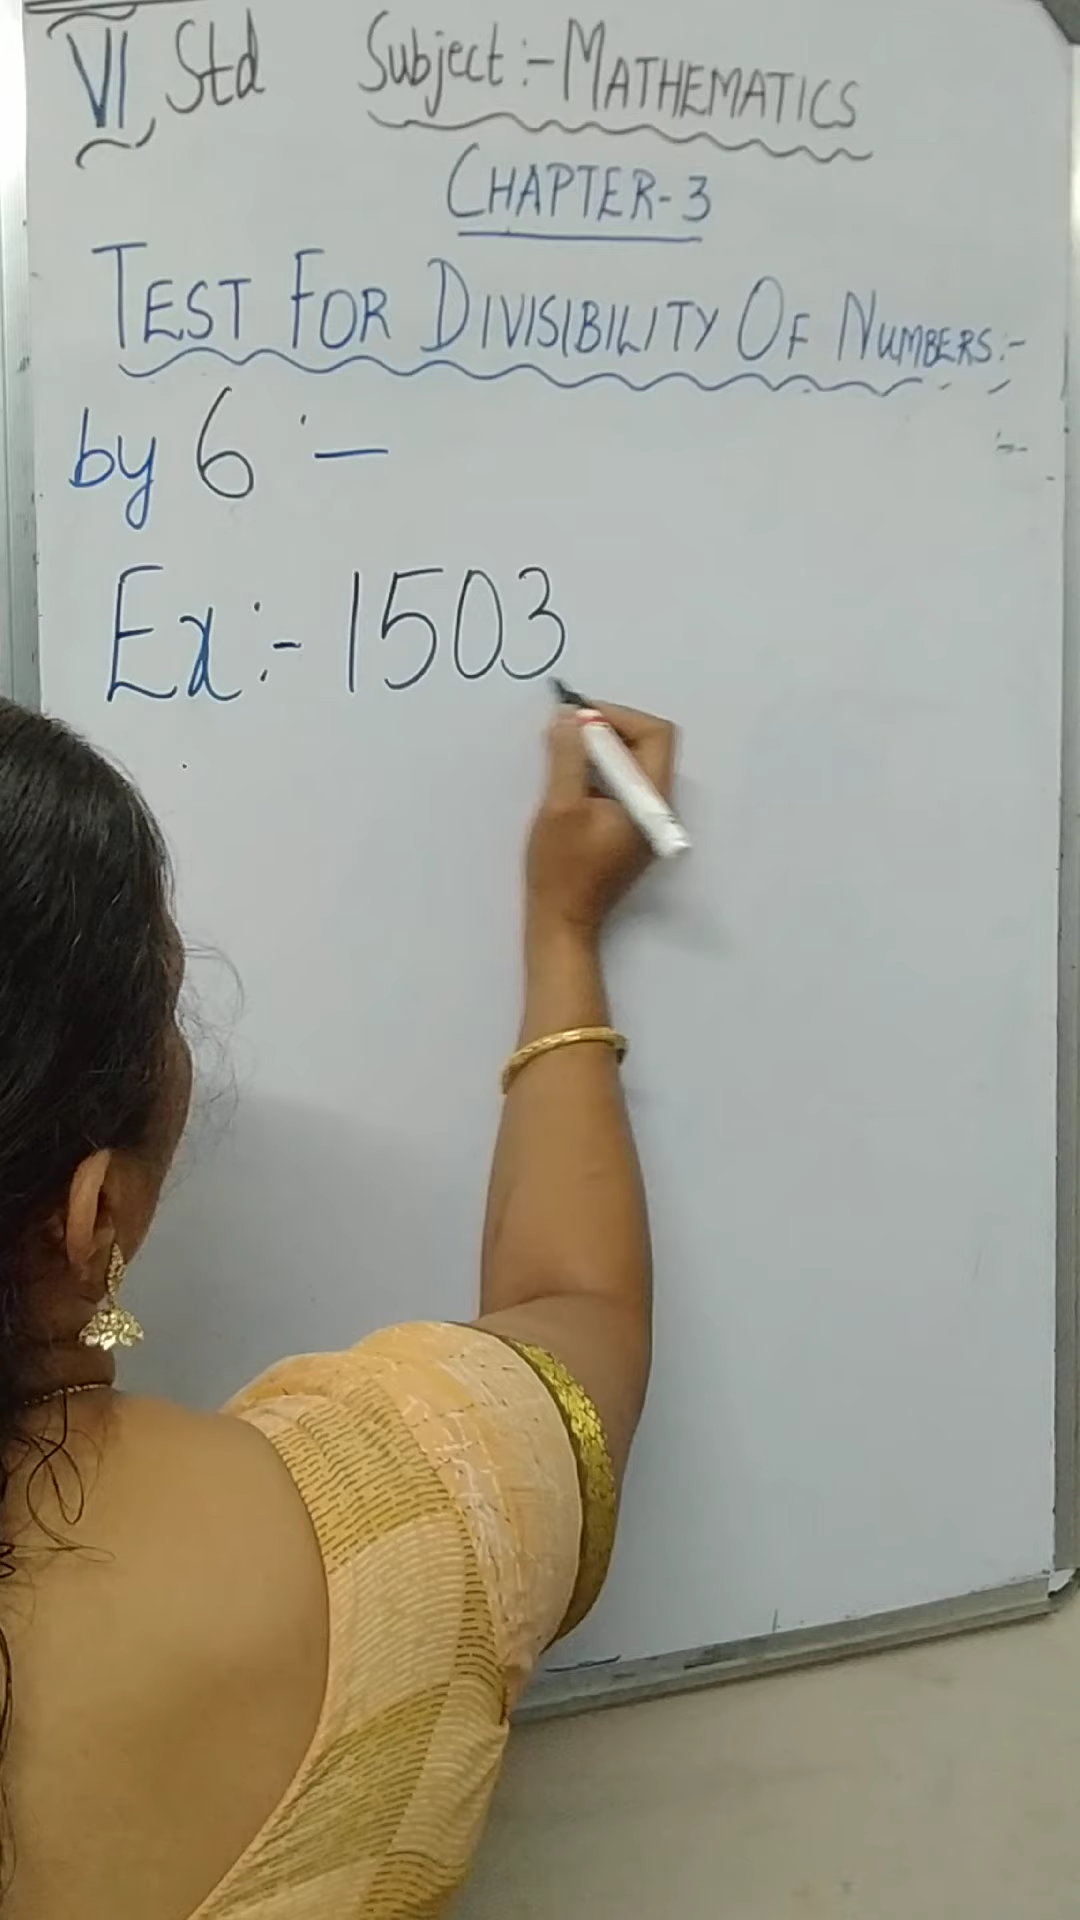 VI Std Subject:- MATHEMATICS
CHAPTER-3
TEST FOR DIVISIBILITY OF NUMBERS:-
by 6 :-
Ex:- 1503